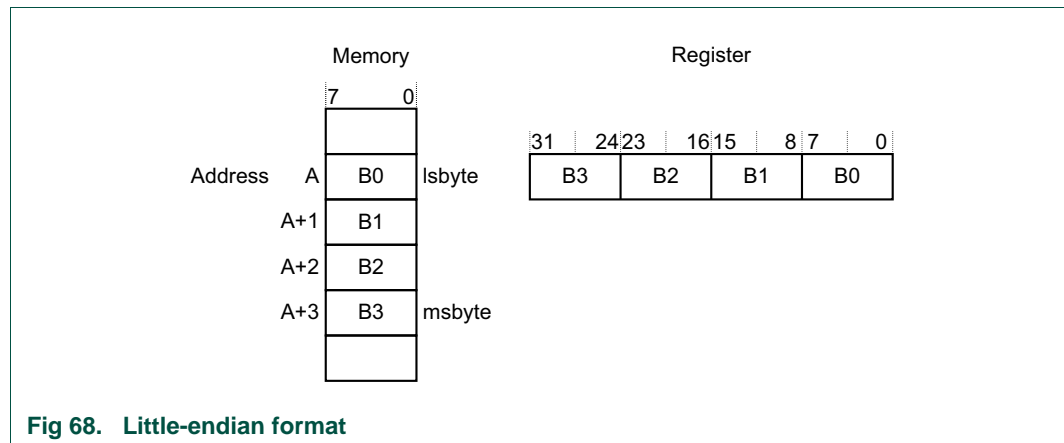 Memory
Register
7 0
31 24 23 16 15 8 7 0
Address A B0 lsbyte
B3 B2 B1 B0
A+1 B1
A+2 B2
A+3 B3 msbyte
Fig 68. Little-endian format